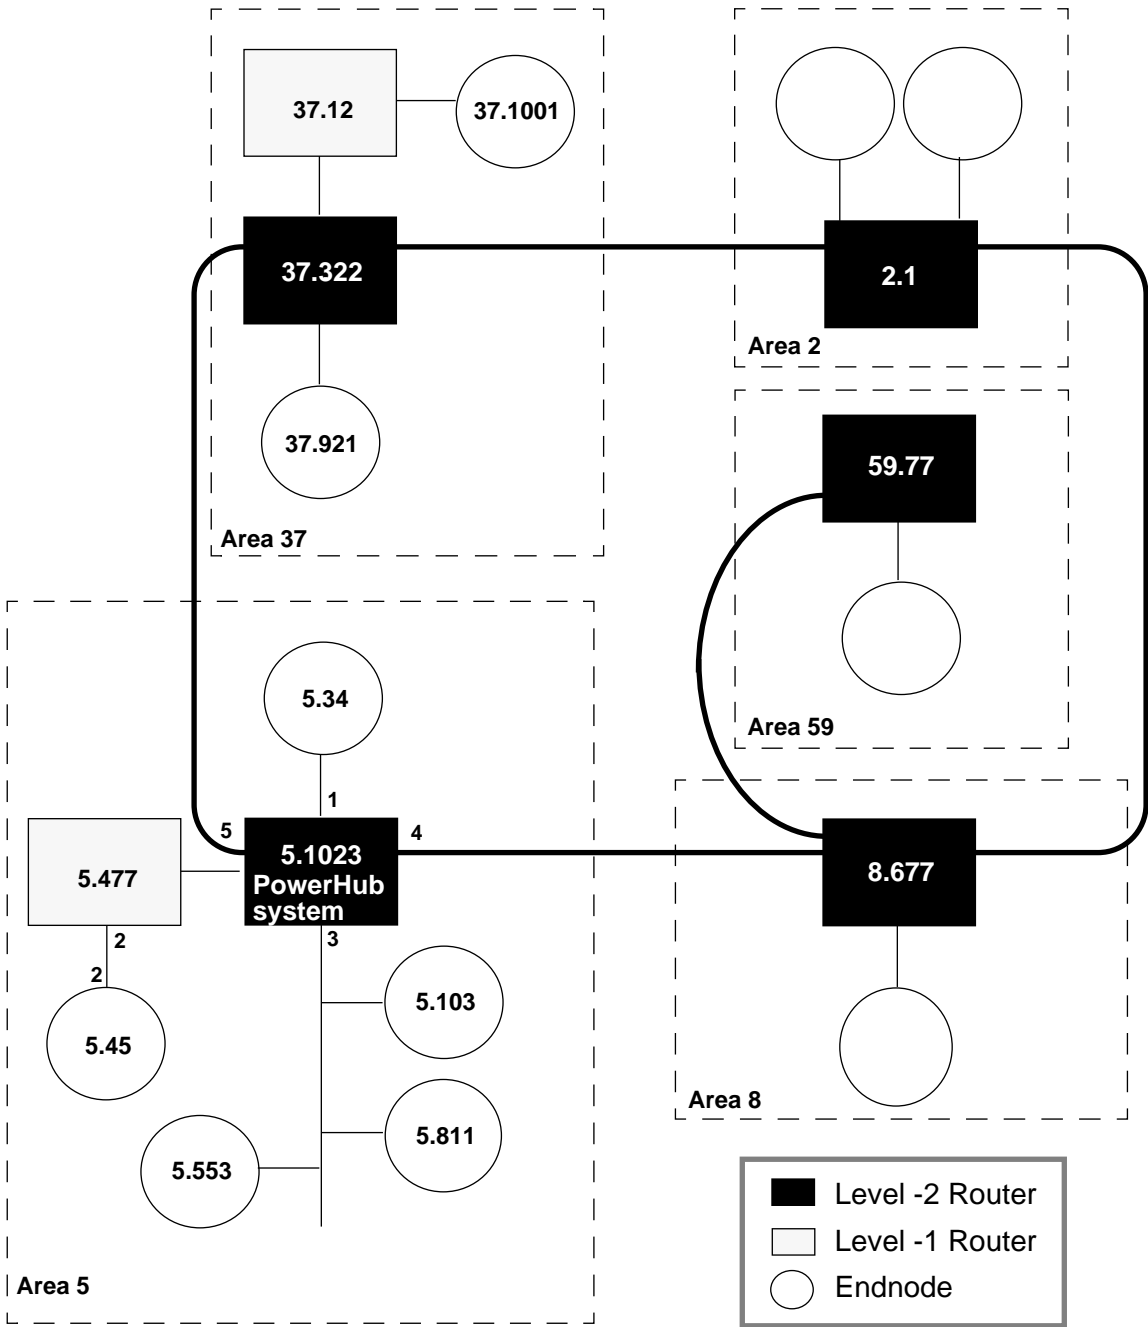 37.12
37.1001
37.322
2.1
Area 2
37.921
59.77
Area 37
Area 59
5.34
1
5
4
5.1023
PowerHub
system
5.477
8.677
2
3
2
5.103
5.45
Area 8
5.811
5.553
Area 5
Level -2 Router
Level -1 Router
Endnode